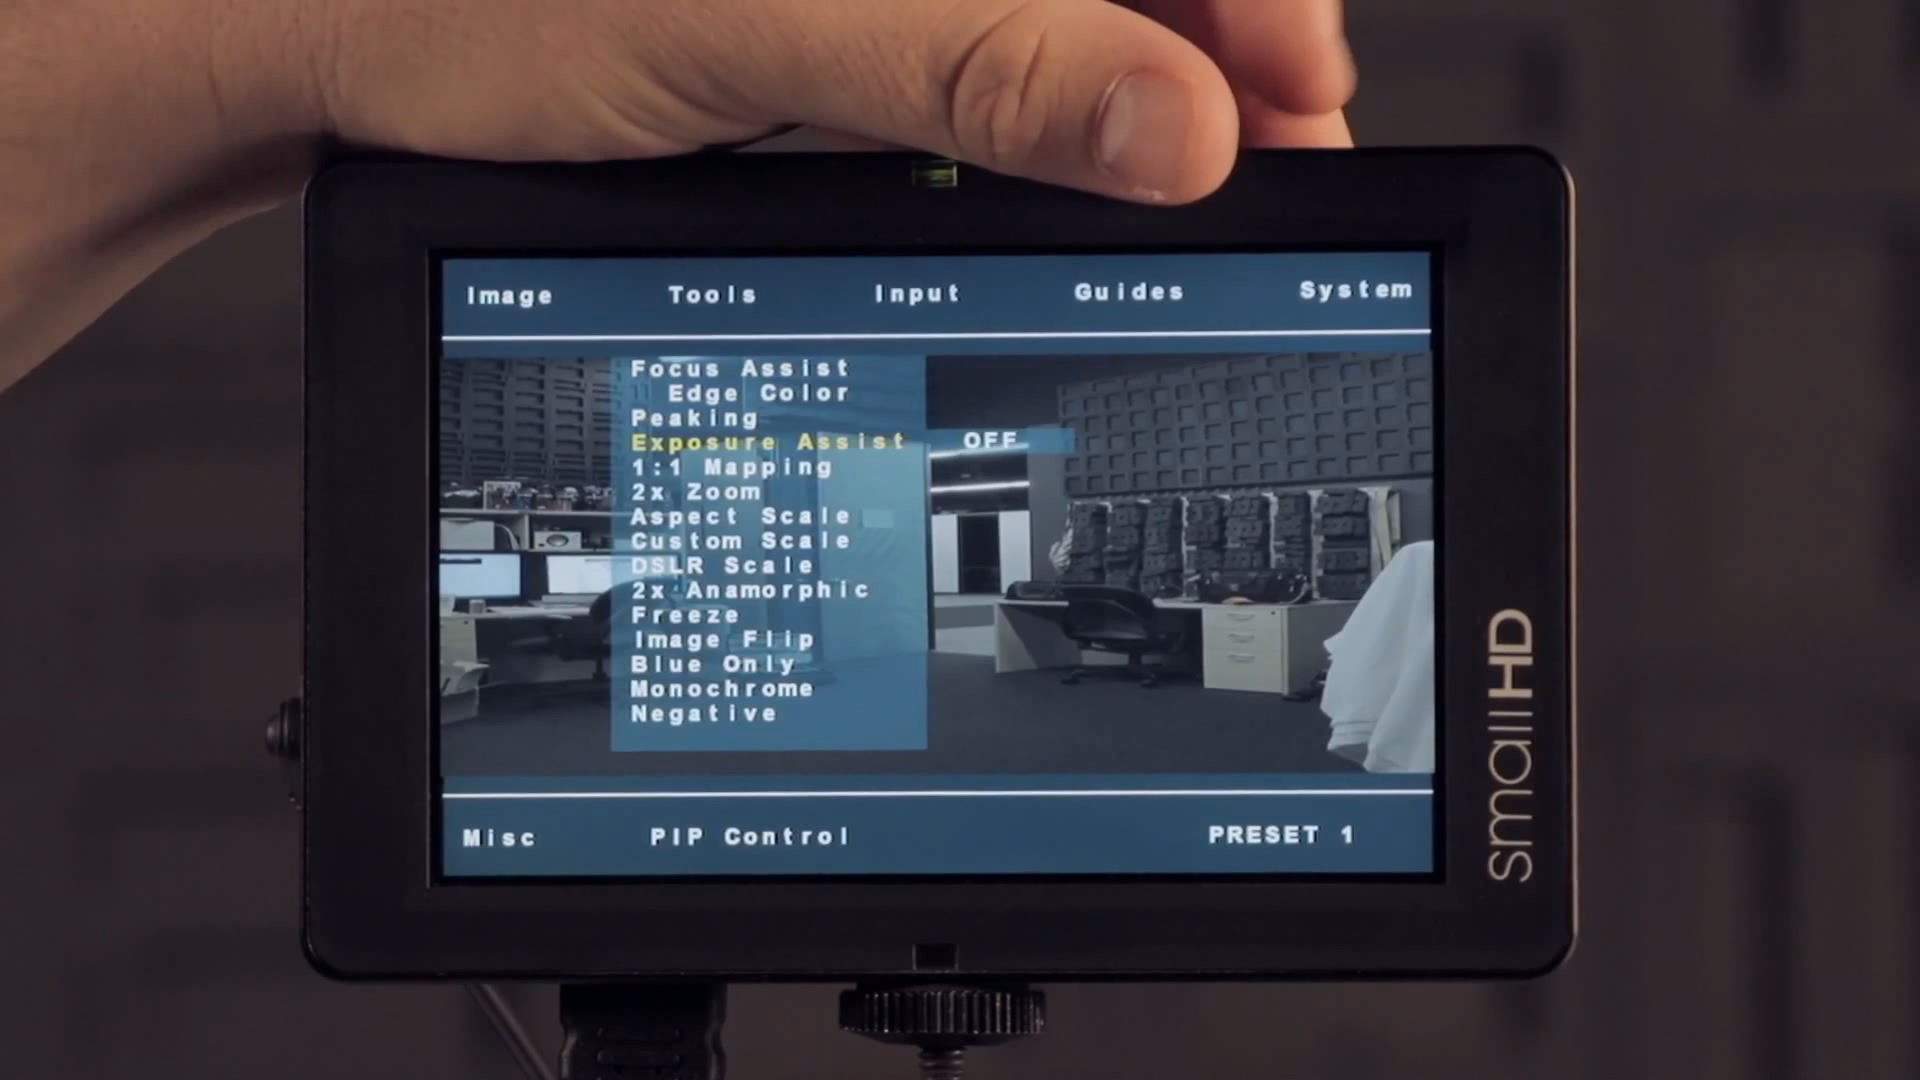 Image Tools Input Guides System
Focus Assist
Edge Color
Peaking
Exposure Assist OFF
1:1 Mapping
2x Zoom
Aspect Scale
Custom Scale
DSLR Scale
2x Anamorphic
Freeze
Image Flip
Blue Only
Monochrome
Negative
Misc PIP Control PRESET 1
smallHD